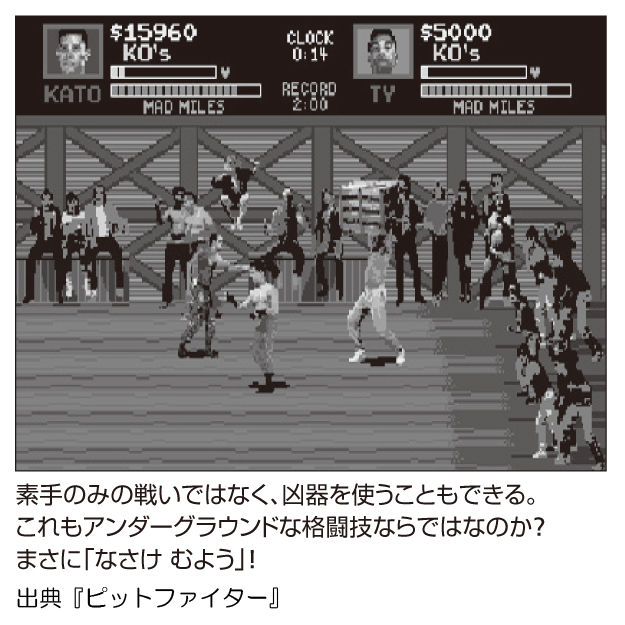 $15960
KO's
KATO
MAD MILES
CLOCK
0:14
RECORD
2:00
$5000
KO's
TY
MAD MILES
素手のみの戦いではなく、凶器を使うこともできる。
これもアンダーグラウンドな格闘技ならではなのか?
まさに「なさけ むよう」!
出典『ピットファイター』